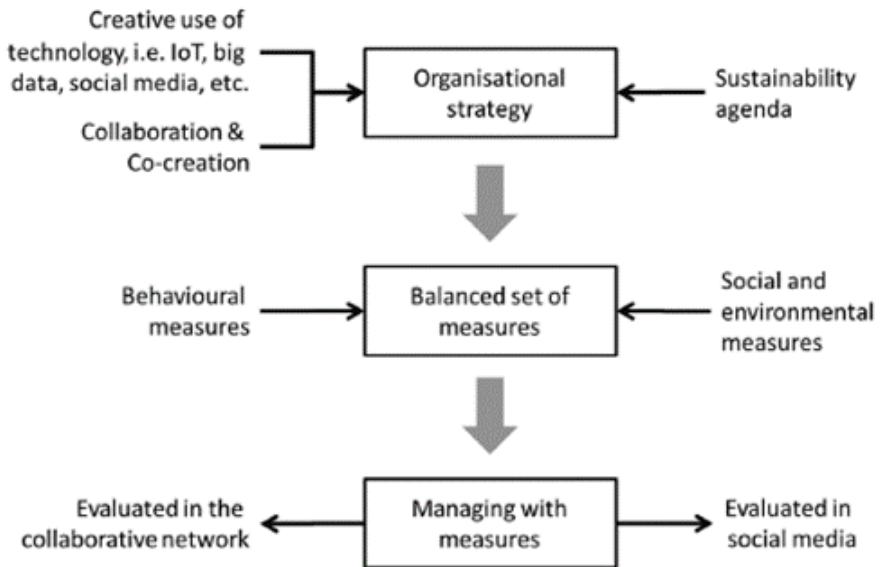 Creative use of
technology, i.e. IoT, big
data, social media, etc.
Collaboration &
Co-creation
Organisational
strategy
Sustainability
agenda
Behavioural
measures
Balanced set of
measures
Social and
environmental
measures
Evaluated in the
collaborative network
Managing with
measures
Evaluated in
social media